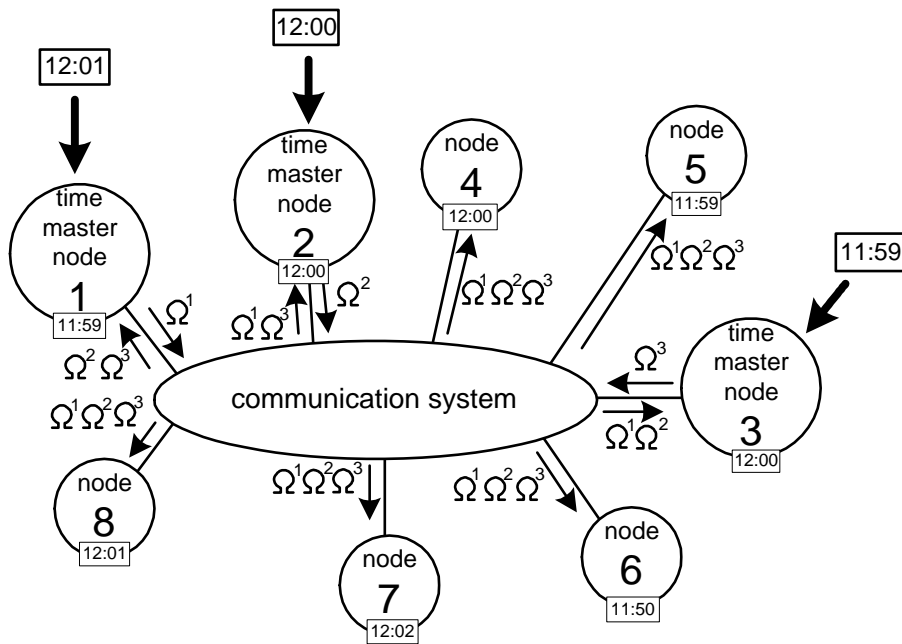 12:01
12:00
time
master
node
1
11:59
time
master
node
2
12:00
node
4
12:00
node
5
11:59
11:59
time
master
node
3
12:00
Ω¹
Ω² Ω³
Ω¹Ω³
Ω²
Ω¹Ω²Ω³
Ω¹Ω²Ω³
Ω³
Ω¹Ω²
communication system
Ω¹Ω²Ω³
Ω¹Ω²Ω³
Ω¹Ω²Ω³
node
8
12:01
node
7
12:02
node
6
11:50